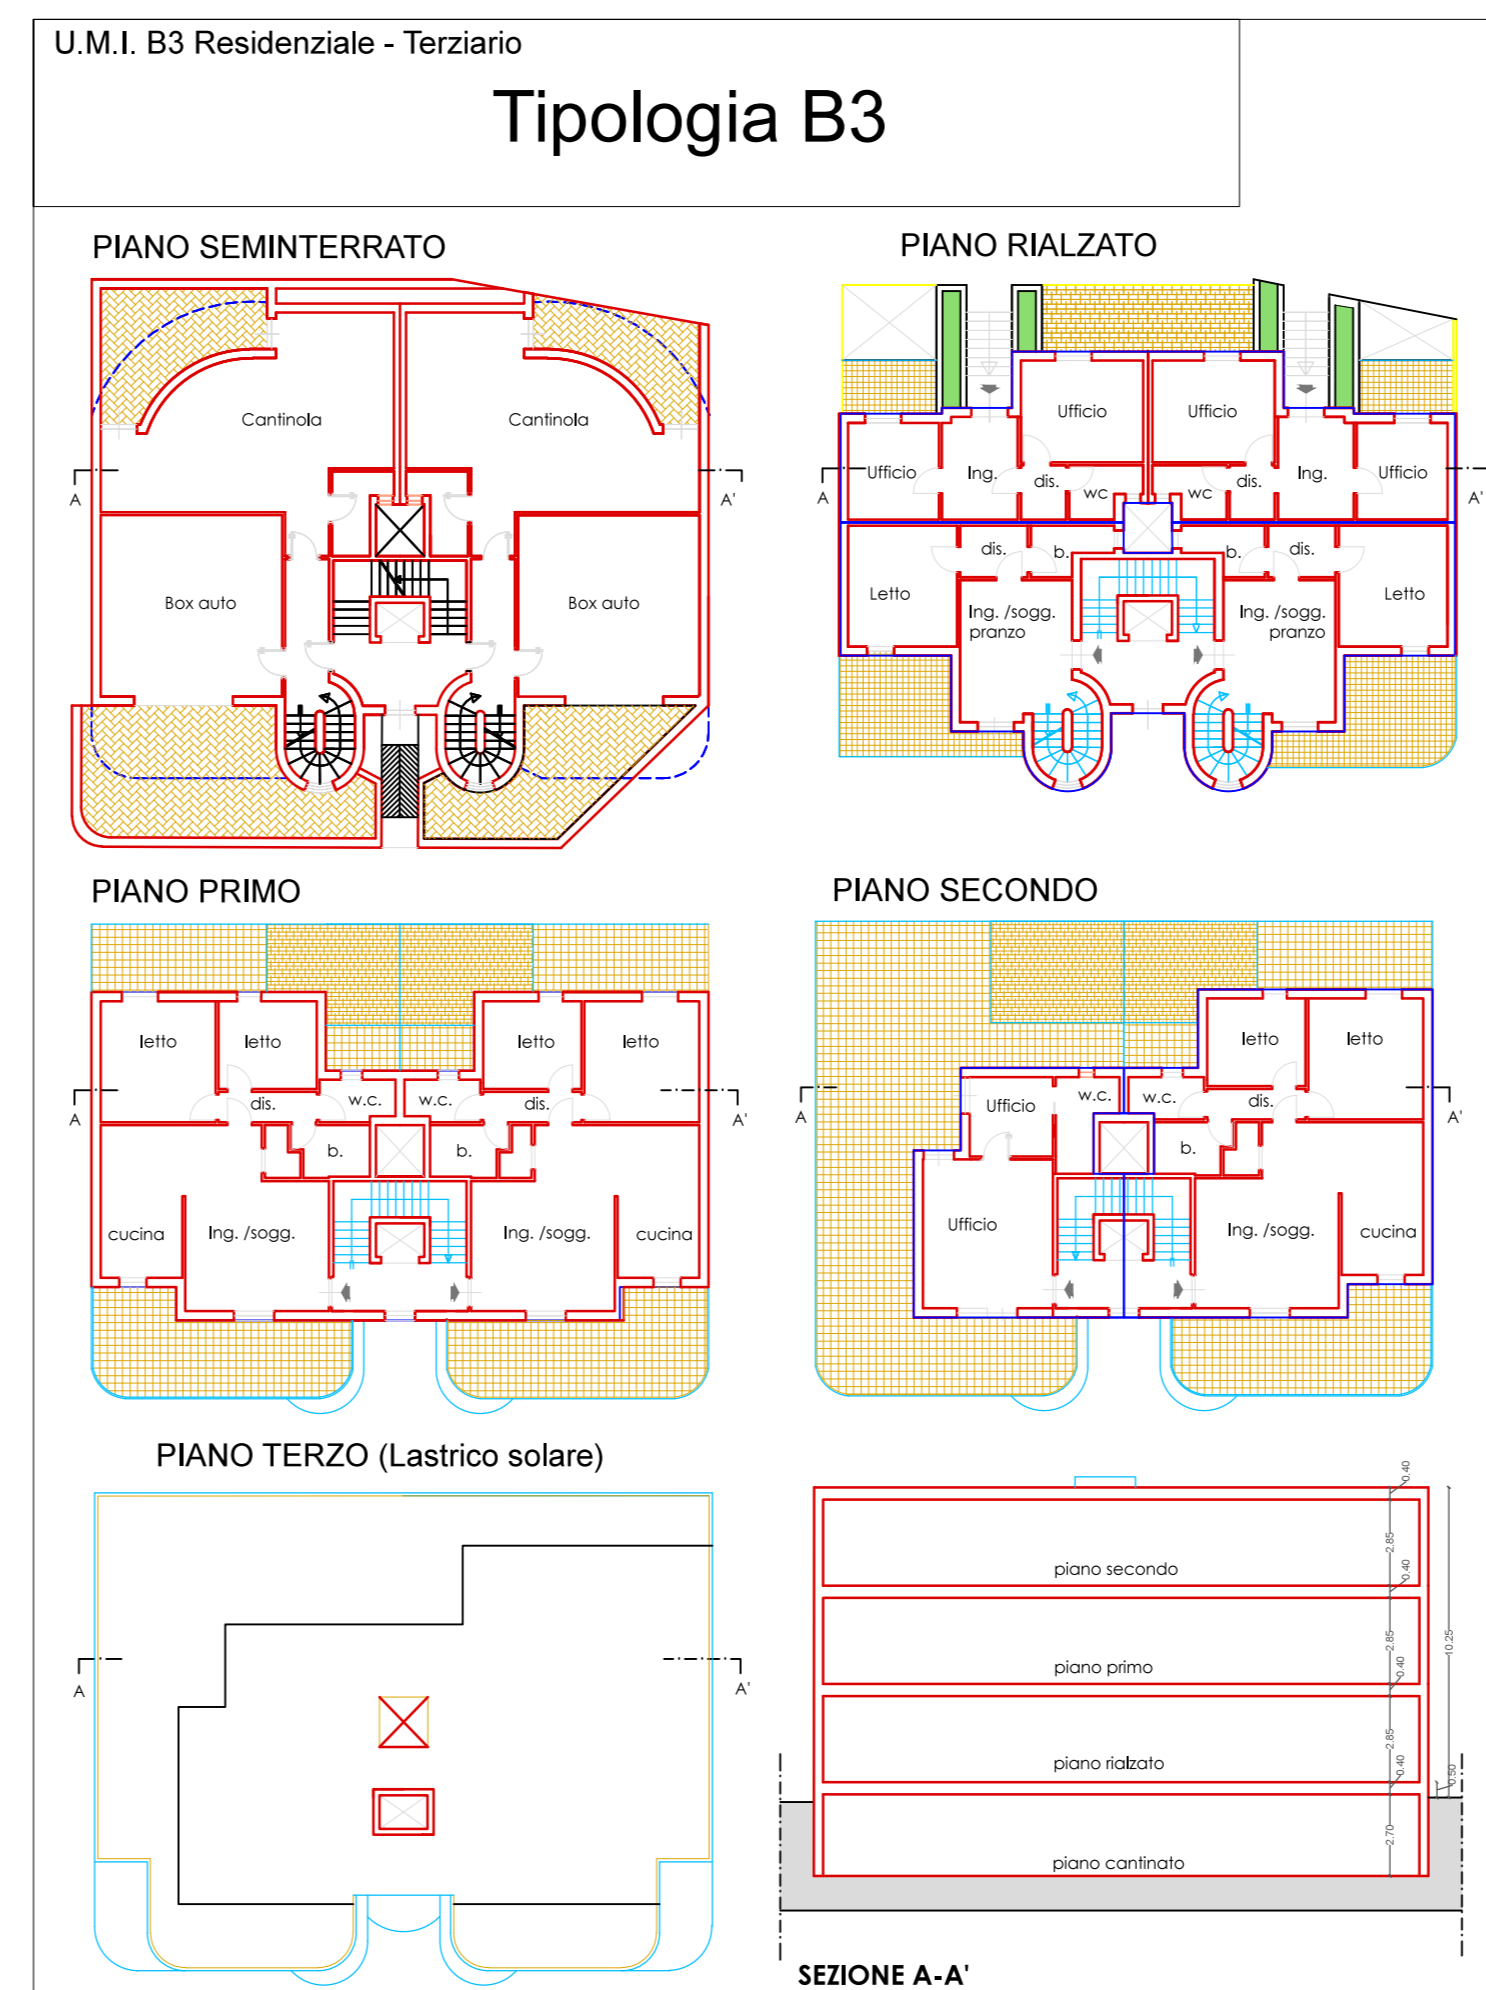 U.M.I. B3 Residenziale - Terziario
Tipologia B3
PIANO SEMINTERRATO
Cantinola
Cantinola
A
A'
Box auto
Box auto
PIANO RIALZATO
Ufficio
Ufficio
Ufficio
Ing.
dis.
wc
wc
dis.
Ing.
Ufficio
A
A'
dis.
b.
b.
dis.
Letto
Ing. /sogg.
pranzo
Ing. /sogg.
pranzo
Letto
PIANO PRIMO
letto
letto
letto
letto
A
dis.
w.c.
w.c.
dis.
A'
b.
b.
cucina
Ing. /sogg.
Ing. /sogg.
cucina
PIANO SECONDO
letto
letto
A
Ufficio
w.c.
w.c.
dis.
A'
b.
Ufficio
Ing. /sogg.
cucina
PIANO TERZO (Lastrico solare)
A
A'
0.40
2.85
piano secondo
0.40
2.85
10.25
piano primo
0.40
2.85
piano rialzato
0.40
0.50
2.70
piano cantinato
SEZIONE A-A'